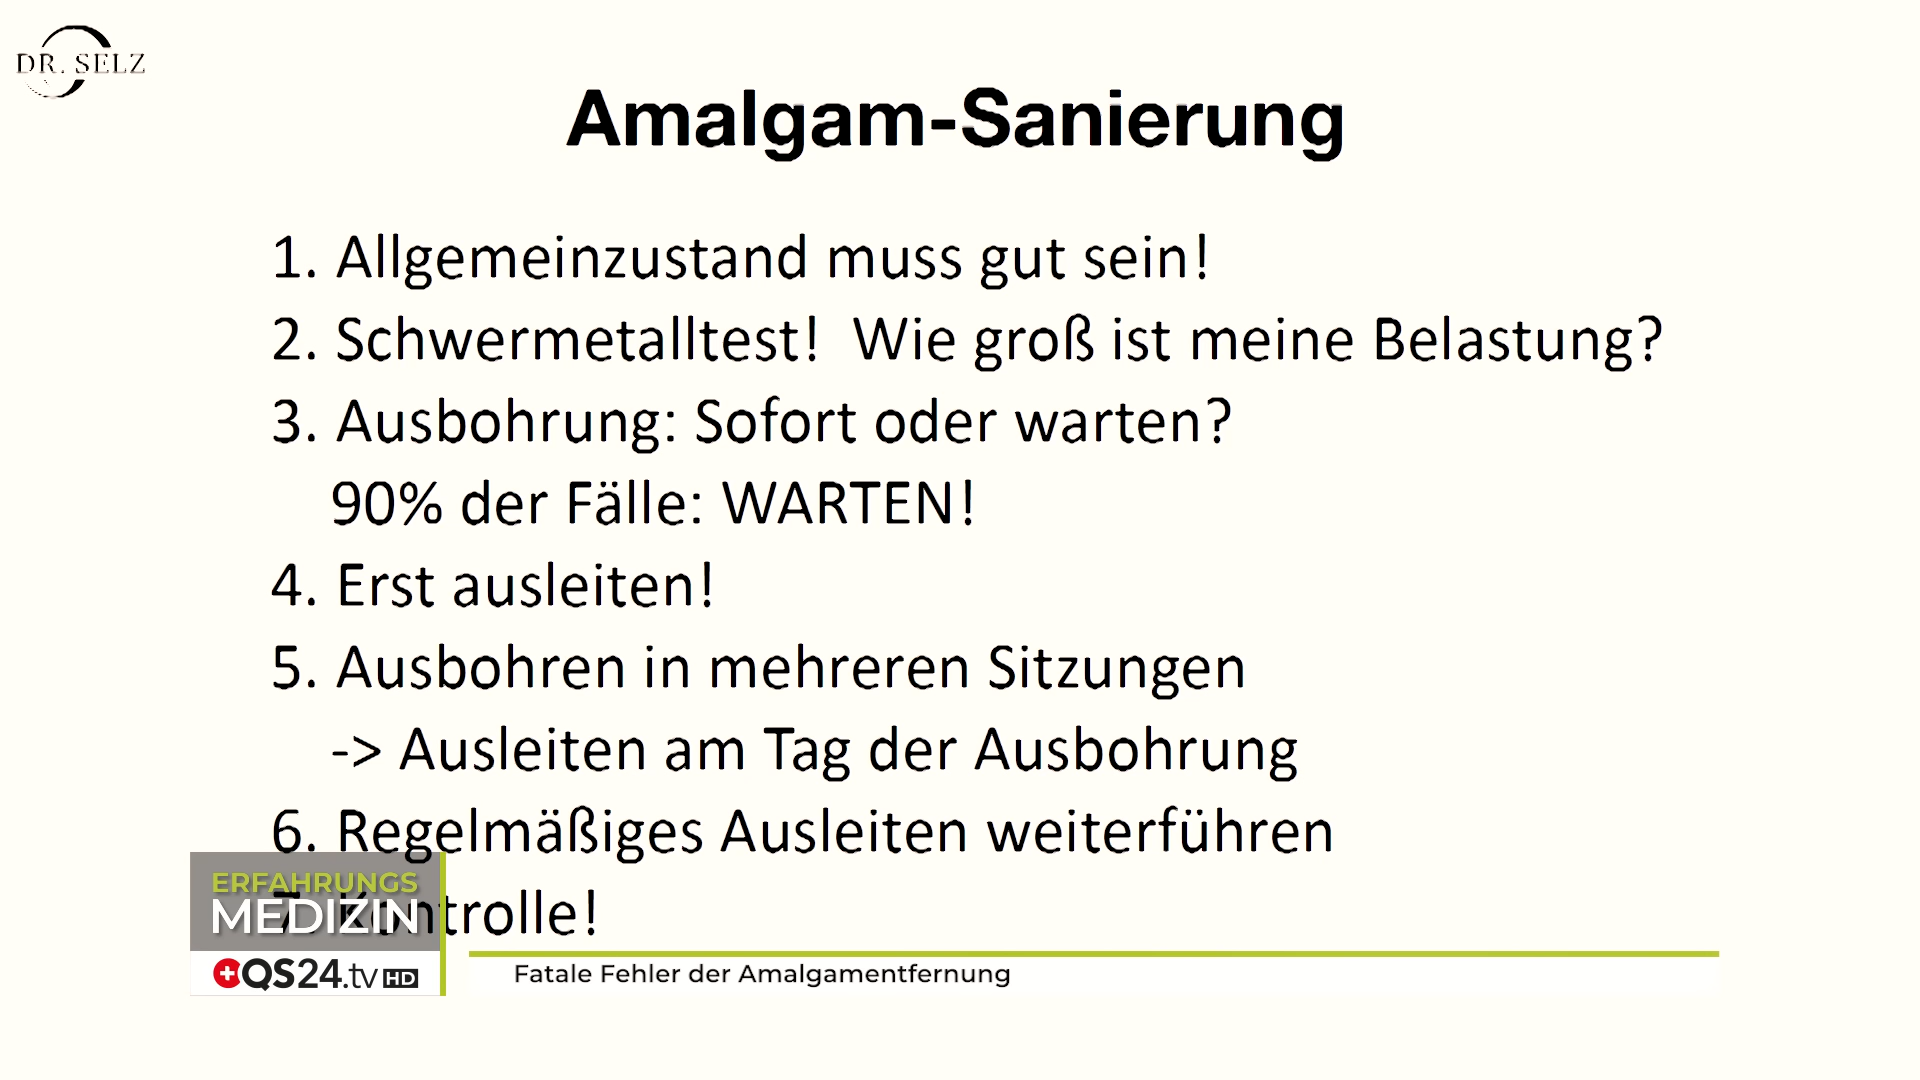 DR. SELZ
Amalgam-Sanierung
1. Allgemeinzustand muss gut sein!
2. Schwermetalltest!  Wie groß ist meine Belastung?
3. Ausbohrung: Sofort oder warten?
90% der Fälle: WARTEN!
4. Erst ausleiten!
5. Ausbohren in mehreren Sitzungen
-> Ausleiten am Tag der Ausbohrung
6. Regelmäßiges Ausleiten weiterführen
7. Kontrolle!
ERFAHRUNGS
MEDIZIN
QS24.tv HD
Fatale Fehler der Amalgamentfernung